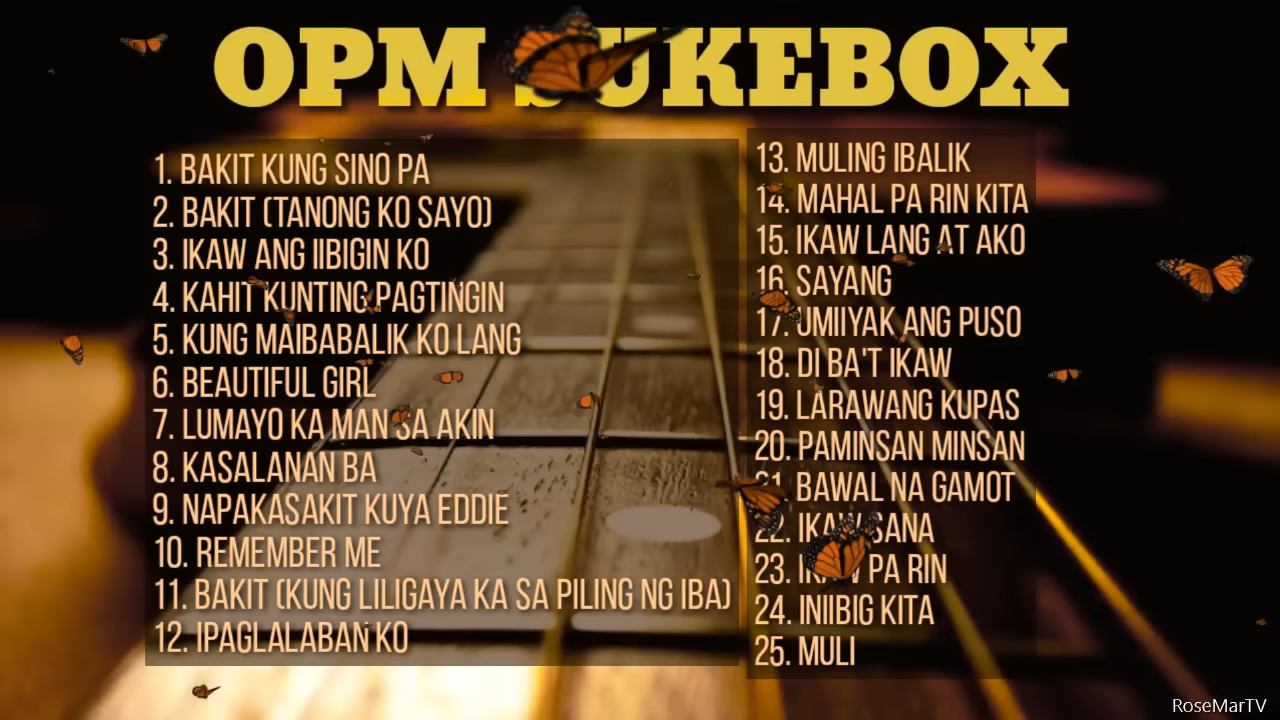 OPM JUKEBOX
1. BAKIT KUNG SINO PA
2. BAKIT (TANONG KO SAYO)
3. IKAW ANG IIBIGIN KO
4. KAHIT KUNTING PAGTINGIN
5. KUNG MAIBABALIK KO LANG
6. BEAUTIFUL GIRL
7. LUMAYO KA MAN SA AKIN
8. KASALANAN BA
9. NAPAKASAKIT KUYA EDDIE
10. REMEMBER ME
11. BAKIT (KUNG LILIGAYA KA SA PILING NG IBA)
12. IPAGLALABAN KO
13. MULING IBALIK
14. MAHAL PA RIN KITA
15. IKAW LANG AT AKO
16. SAYANG
17. UMIIYAK ANG PUSO
18. DI BA'T IKAW
19. LARAWANG KUPAS
20. PAMINSAN MINSAN
21. BAWAL NA GAMOT
22. IKAW SANA
23. IKAW PA RIN
24. INIIBIG KITA
25. MULI
RoseMarTV